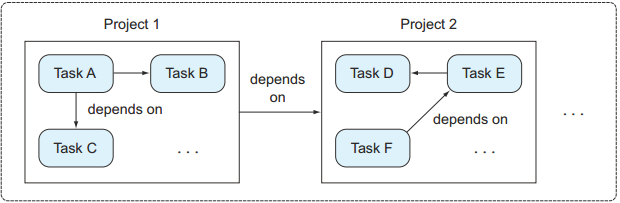 Project 1
Project 2
Task A
Task B
depends on
Task C
. . .
depends
on
Task D
Task E
depends on
Task F
. . .
. . .